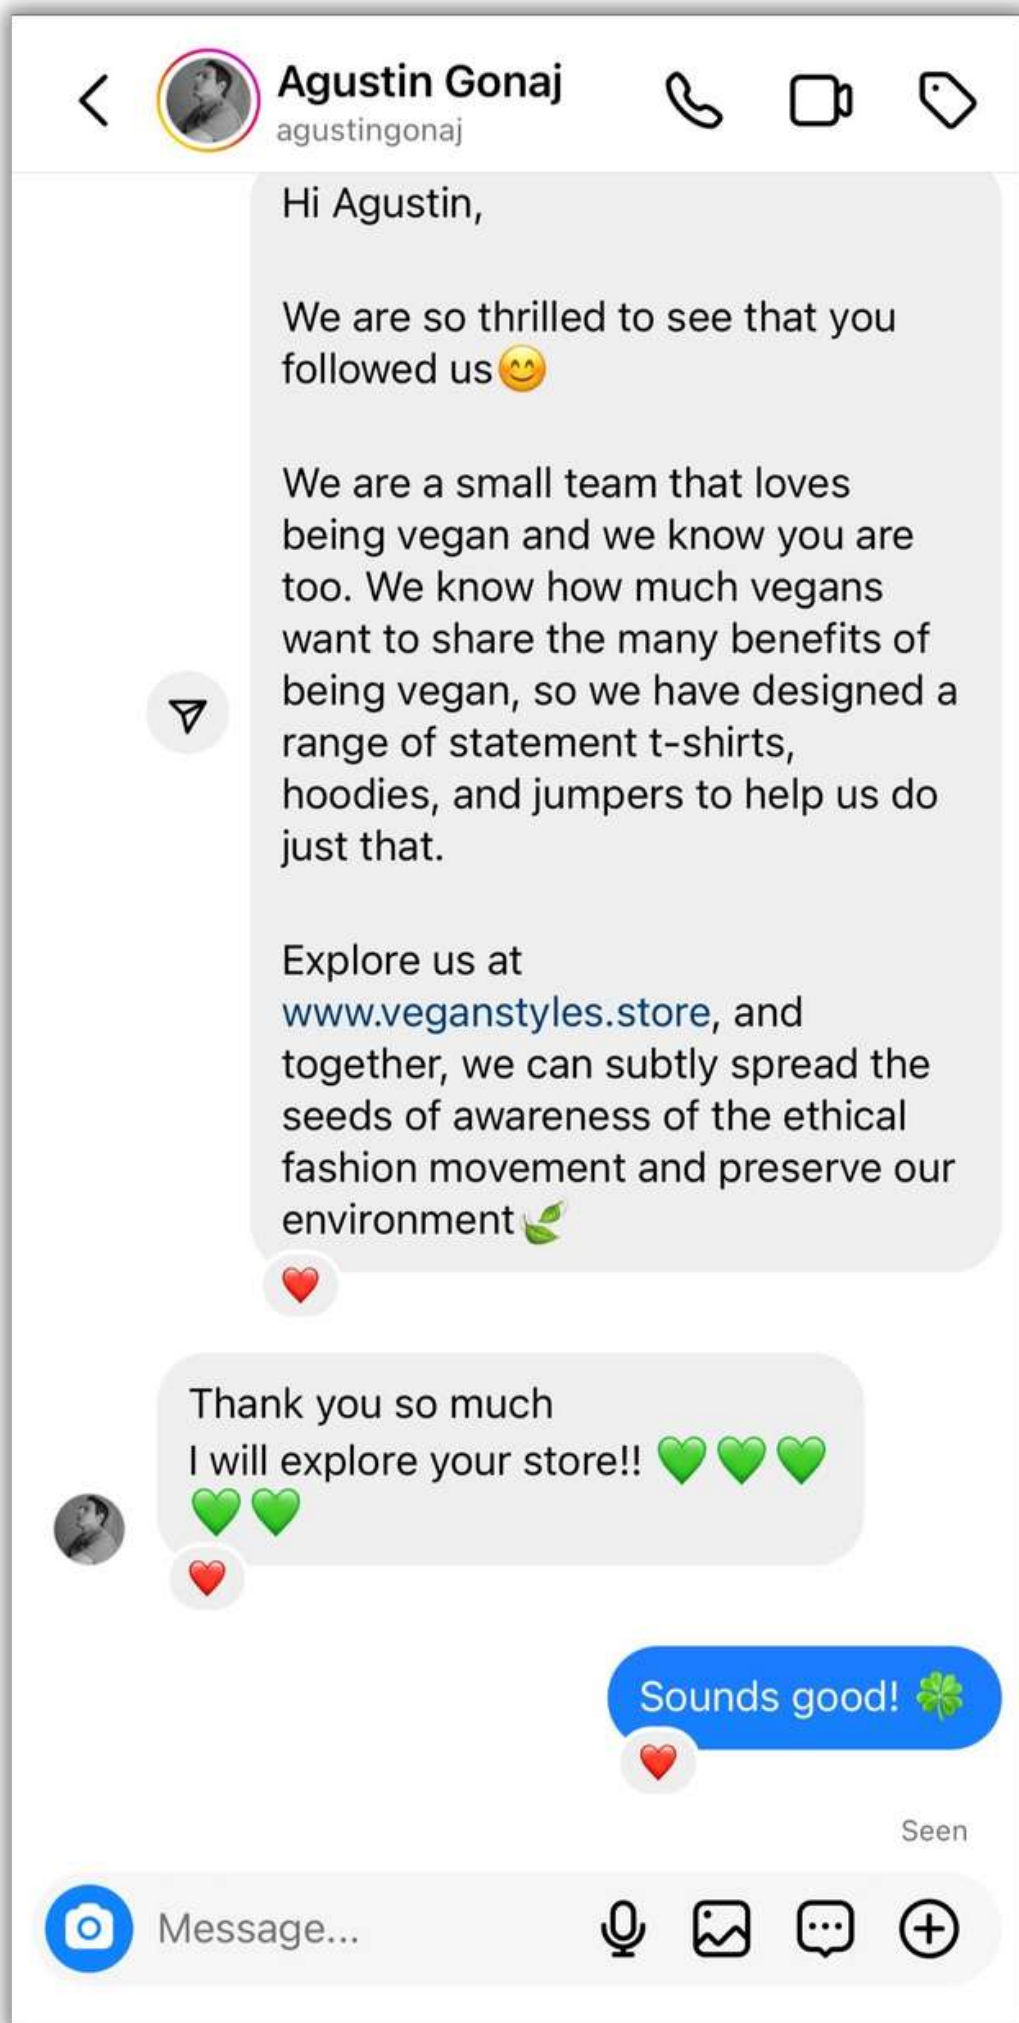 Agustin Gonaj
agustingonaj
Hi Agustin,
We are so thrilled to see that you
followed us😊
We are a small team that loves
being vegan and we know you are
too. We know how much vegans
want to share the many benefits of
being vegan, so we have designed a
range of statement t-shirts,
hoodies, and jumpers to help us do
just that.
Explore us at
www.veganstyles.store, and
together, we can subtly spread the
seeds of awareness of the ethical
fashion movement and preserve our
environment🍃
❤️
Thank you so much
I will explore your store!! 💚💚💚
💚💚
❤️
Sounds good! 🍀
❤️
Seen
Message...